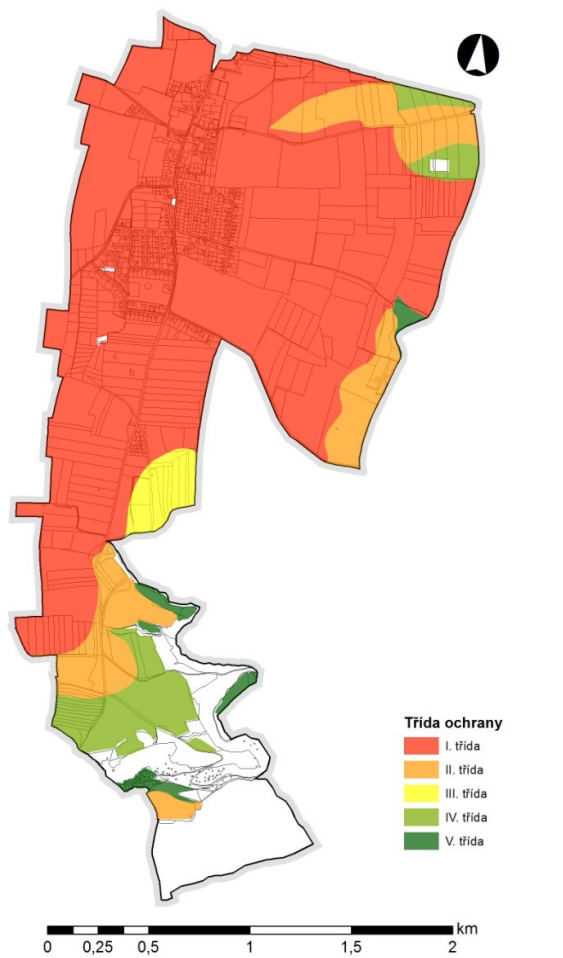 Třída ochrany
I. třída
II. třída
III. třída
IV. třída
V. třída
km
0 0,25 0,5 1 1,5 2